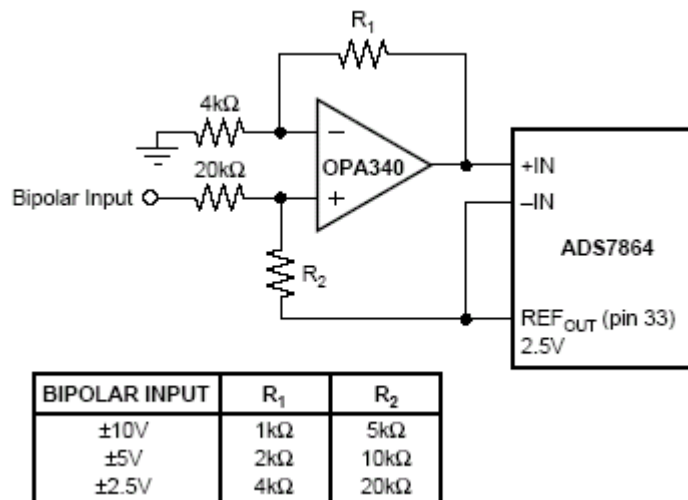 R1
4kΩ
−
OPA340
20kΩ
+
Bipolar Input
R2
+IN
–IN
ADS7864
REFOUT (pin 33)
2.5V
BIPOLAR INPUT R1 R2
±10V 1kΩ 5kΩ
±5V 2kΩ 10kΩ
±2.5V 4kΩ 20kΩ